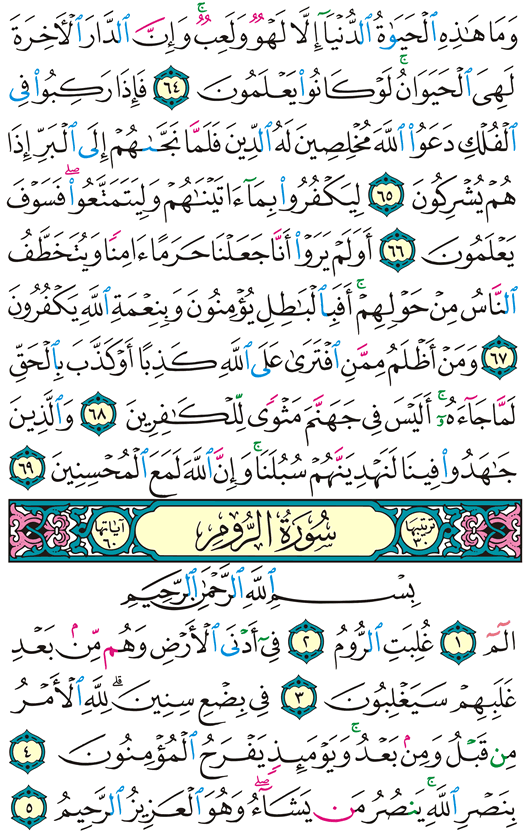 وَمَا هَٰذِهِ ٱلْحَيَوٰةُ ٱلدُّنْيَآ إِلَّا لَهْوٌ وَلَعِبٌ ۚ وَإِنَّ ٱلدَّارَ ٱلْءَاخِرَةَ
لَهِىَ ٱلْحَيَوَانُ ۚ لَوْ كَانُوا۟ يَعْلَمُونَ ٦٤ فَإِذَا رَكِبُوا۟ فِى
ٱلْفُلْكِ دَعَوُا۟ ٱللَّهَ مُخْلِصِينَ لَهُ ٱلدِّينَ فَلَمَّا نَجَّىٰهُمْ إِلَى ٱلْبَرِّ إِذَا
هُمْ يُشْرِكُونَ ٦٥ لِيَكْفُرُوا۟ بِمَآ ءَاتَيْنَٰهُمْ وَلِيَتَمَتَّعُوا۟ ۖ فَسَوْفَ
يَعْلَمُونَ ٦٦ أَوَلَمْ يَرَوْا۟ أَنَّا جَعَلْنَا حَرَمًا ءَامِنًا وَيُتَخَطَّفُ
ٱلنَّاسُ مِنْ حَوْلِهِمْ ۚ أَفَبِٱلْبَٰطِلِ يُؤْمِنُونَ وَبِنِعْمَةِ ٱللَّهِ يَكْفُرُونَ
٦٧ وَمَنْ أَظْلَمُ مِمَّنِ ٱفْتَرَىٰ عَلَى ٱللَّهِ كَذِبًا أَوْ كَذَّبَ بِٱلْحَقِّ
لَمَّا جَآءَهُۥٓ ۚ أَلَيْسَ فِى جَهَنَّمَ مَثْوًى لِّلْكَٰفِرِينَ ٦٨ وَٱلَّذِينَ
جَٰهَدُوا۟ فِينَا لَنَهْدِيَنَّهُمْ سُبُلَنَا ۚ وَإِنَّ ٱللَّهَ لَمَعَ ٱلْمُحْسِنِينَ ٦٩
ترتيبها ٣٠ سُورَةُ الرُّومِ آياتها ٦٠
بِسْمِ ٱللَّهِ ٱلرَّحْمَٰنِ ٱلرَّحِيمِ
الٓمٓ ١ غُلِبَتِ ٱلرُّومُ ٢ فِىٓ أَدْنَى ٱلْأَرْضِ وَهُم مِّنۢ بَعْدِ
غَلَبِهِمْ سَيَغْلِبُونَ ٣ فِى بِضْعِ سِنِينَ ۗ لِلَّهِ ٱلْأَمْرُ
مِن قَبْلُ وَمِنۢ بَعْدُ ۚ وَيَوْمَئِذٍ يَفْرَحُ ٱلْمُؤْمِنُونَ ٤
بِنَصْرِ ٱللَّهِ ۚ يَنصُرُ مَن يَشَآءُ ۖ وَهُوَ ٱلْعَزِيزُ ٱلرَّحِيمُ ٥